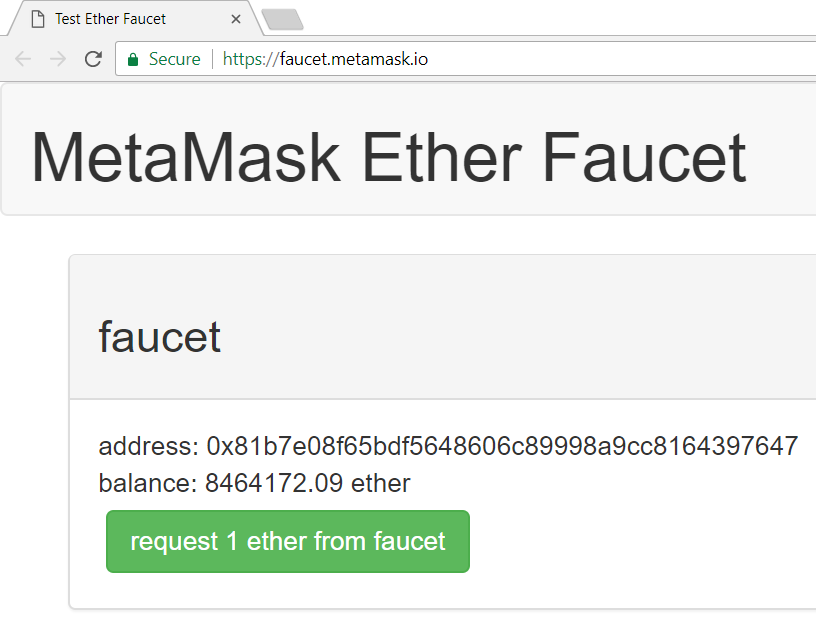 Test Ether Faucet
Secure https://faucet.metamask.io
MetaMask Ether Faucet
faucet
address: 0x81b7e08f65bdf5648606c89998a9cc8164397647
balance: 8464172.09 ether
request 1 ether from faucet